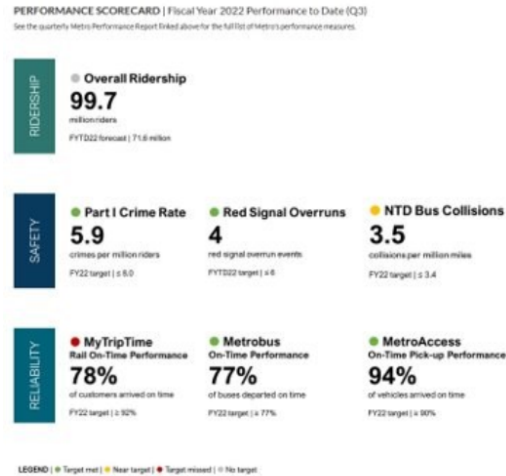 PERFORMANCE SCORECARD | Fiscal Year 2022 Performance to Date (Q3)
See the quarterly Metro Performance Report linked above for the full list of Metro's performance measures.
RIDERSHIP
Overall Ridership
99.7
million riders
FYTD22 forecast | 71.6 million
SAFETY
Part I Crime Rate
5.9
crimes per million riders
FY22 target | ≤ 6.0
Red Signal Overruns
4
red signal overrun events
FYTD22 target | ≤ 6
NTD Bus Collisions
3.5
collisions per million miles
FY22 target | ≤ 3.4
RELIABILITY
MyTripTime
Rail On-Time Performance
78%
of customers arrived on time
FY22 target | ≥ 92%
Metrobus
On-Time Performance
77%
of buses departed on time
FY22 target | ≥ 77%
MetroAccess
On-Time Pick-up Performance
94%
of vehicles arrived on time
FY22 target | ≥ 90%
LEGEND | Target met | Near target | Target missed | No target